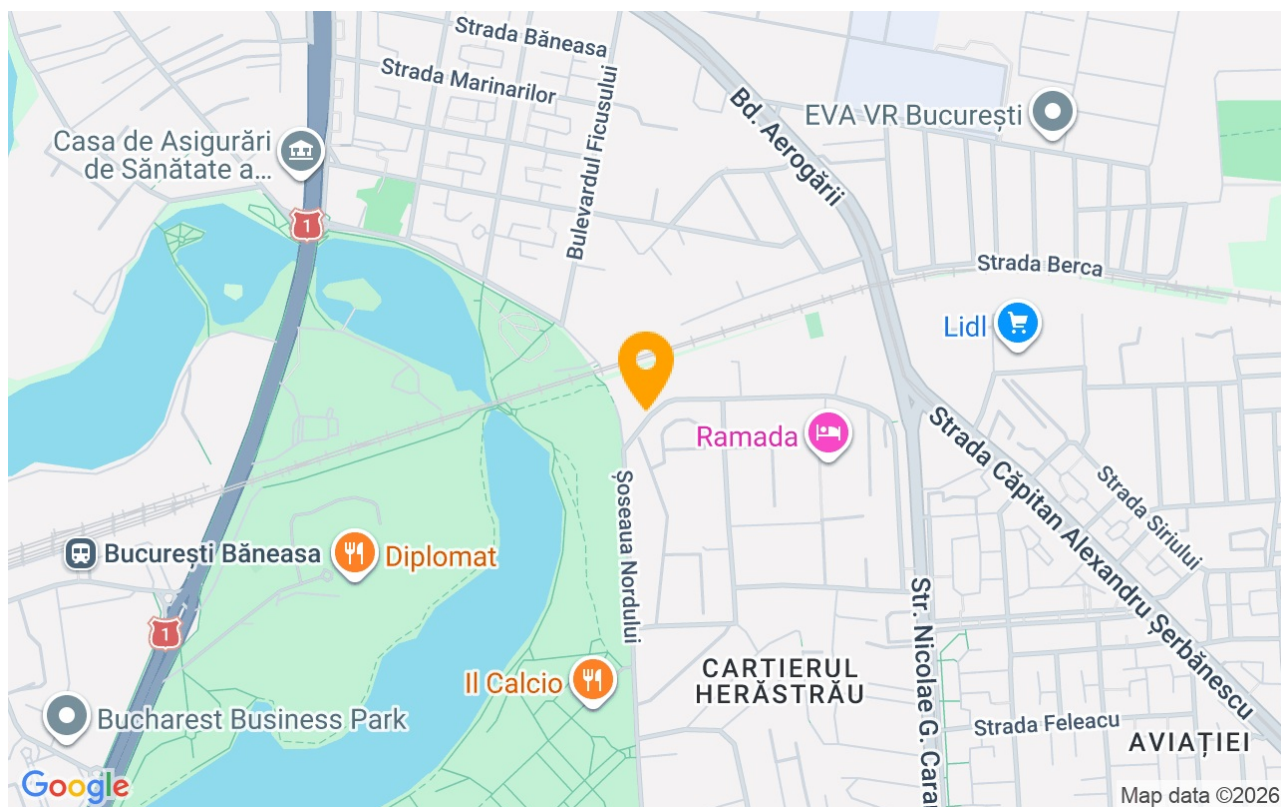 Strada Băneasa
Strada Marinarilor
Bulevardul Ficusului
Bd. Aerogării
EVA VR București
Casa de Asigurări
de Sănătate a...
1
Strada Berca
Lidl
Ramada
Șoseaua Nordului
Strada Căpitan Alexandru Șerbănescu
Strada Siriului
București Băneasa
Diplomat
1
Str. Nicolae G. Cara
Il Calcio
CARTIERUL
HERĂSTRĂU
Bucharest Business Park
Strada Feleacu
AVIAȚIEI
Google
Map data ©2026